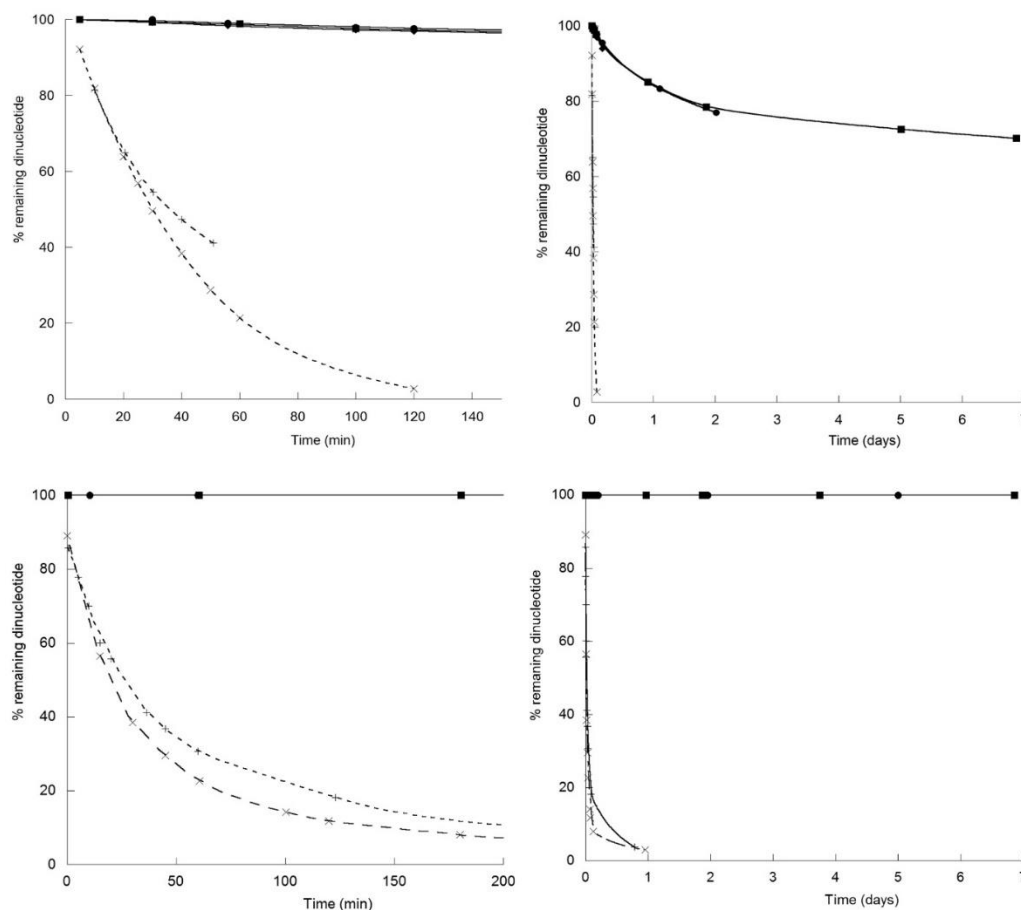 % remaining dinucleotide
100
80
60
40
20
0
0 20 40 60 80 100 120 140
Time (min)
% remaining dinucleotide
100
80
60
40
20
0
0 1 2 3 4 5 6 7
Time (days)
% remaining dinucleotide
100
80
60
40
20
0
0 50 100 150 200
Time (min)
% remaning dinucleotide
100
80
60
40
20
0
0 1 2 3 4 5 6 7
Time (days)